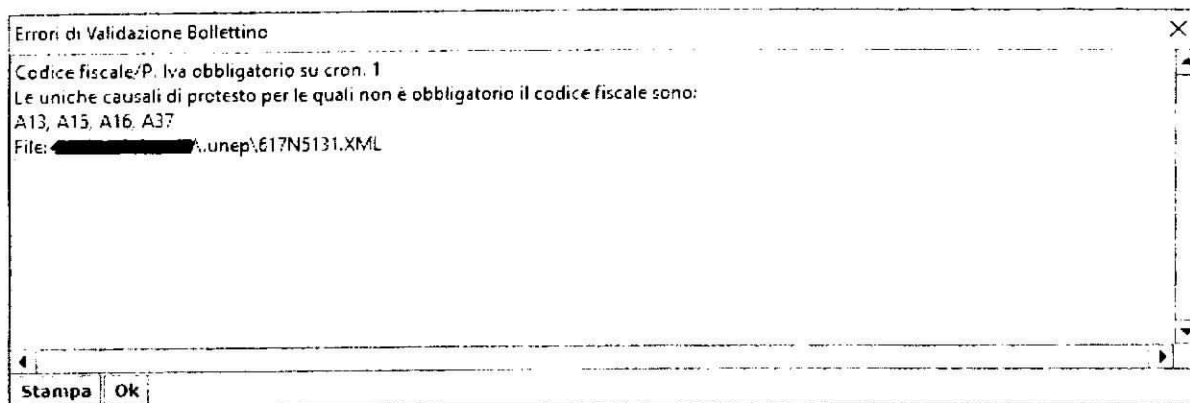 Errori di Validazione Bollettino
Codice fiscale/P. Iva obbligatorio su cron. 1
Le uniche causali di protesto per le quali non è obbligatorio il codice fiscale sono:
A13, A15, A16, A37
File: \.unep\617N5131.XML
Stampa Ok